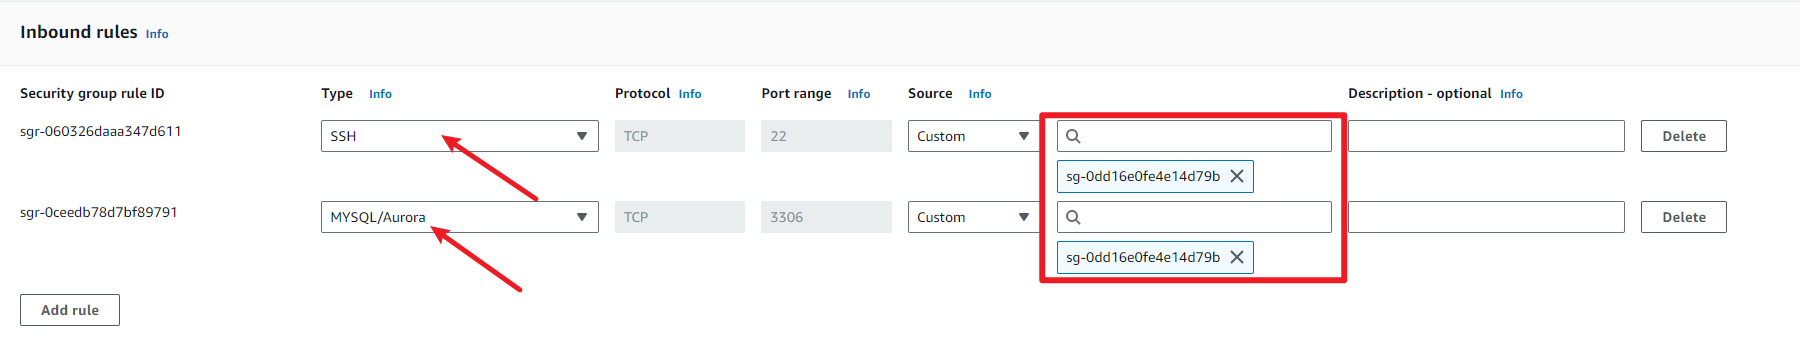 Inbound rules Info
Security group rule ID Type Info Protocol Info Port range Info Source Info Description - optional Info
sgr-060326daaa347d611 SSH TCP 22 Custom Delete
sg-0dd16e0fe4e14d79b
sgr-0ceedb78d7bf89791 MYSQL/Aurora TCP 3306 Custom Delete
sg-0dd16e0fe4e14d79b
Add rule